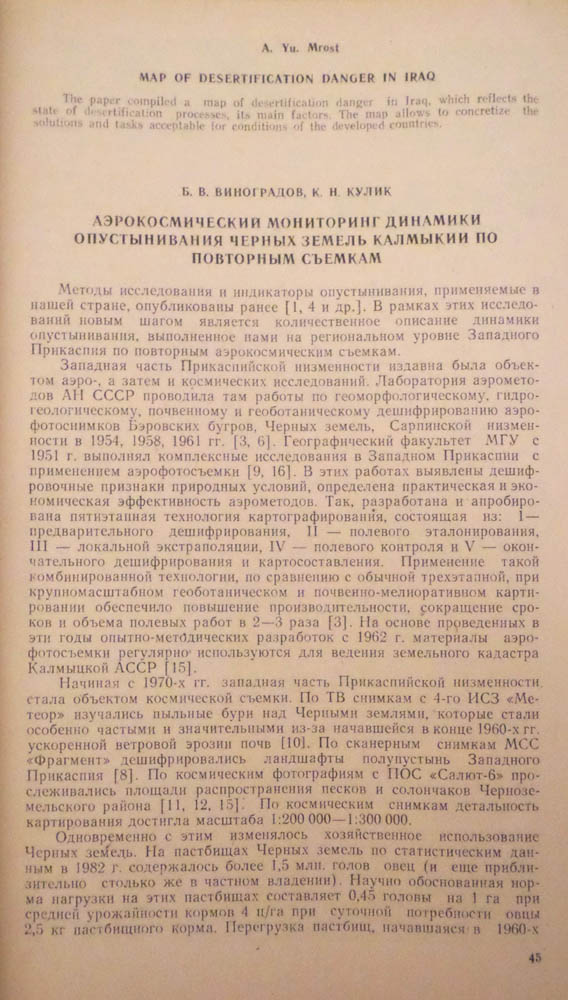 A. Yu. Mrost
MAP OF DESERTIFICATION DANGER IN IRAQ
The paper compiled a map of desertification danger in Iraq, which reflects the
state of desertification processes, its main factors. The map allows to concretize the
solutions and tasks acceptable for conditions of the developed countries.
Б. В. ВИНОГРАДОВ, К. Н. КУЛИК
АЭРОКОСМИЧЕСКИЙ МОНИТОРИНГ ДИНАМИКИ
ОПУСТЫНИВАНИЯ ЧЕРНЫХ ЗЕМЕЛЬ КАЛМЫКИИ ПО
ПОВТОРНЫМ СЪЕМКАМ
Методы исследования и индикаторы опустынивания, применяемые в
нашей стране, опубликованы ранее [1, 4 и др.]. В рамках этих исследо-
ваний новым шагом является количественное описание динамики
опустынивания, выполненное нами на региональном уровне Западного
Прикаспия по повторным аэрокосмическим съемкам.
Западная часть Прикаспийской низменности издавна была объек-
том аэро-, а затем и космических исследований. Лаборатория аэромето-
дов АН СССР проводила там работы по геоморфологическому, гидро-
геологическому, почвенному и геоботаническому дешифрированию аэро-
фотоснимков Бэровских бугров, Черных земель, Сарпинской низмен-
ности в 1954, 1958, 1961 гг. [3, 6]. Географический факультет МГУ с
1951 г. выполнял комплексные исследования в Западном Прикаспии с
применением аэрофотосъемки [9, 16]. В этих работах выявлены дешиф-
ровочные признаки природных условий, определена практическая и эко-
номическая эффективность аэрометодов. Так, разработана и апробиро-
вана пятиэтапная технология картографирования, состоящая из: I—
предварительного дешифрирования, II — полевого эталонирования,
III — локальной экстраполяции, IV — полевого контроля и V — окон-
чательного дешифрирования и картосоставления. Применение такой
комбинированной технологии, по сравнению с обычной трехэтапной, при
крупномасштабном геоботаническом и почвенно-мелиоративном карти-
ровании обеспечило повышение производительности, сокращение сро-
ков и объема полевых работ в 2—3 раза [3]. На основе проведенных в
эти годы опытно-методических разработок с 1962 г. материалы аэро-
фотосъемки регулярно используются для ведения земельного кадастра
Калмыцкой АССР [15].
Начиная с 1970-х гг. западная часть Прикаспийской низменности
стала объектом космической съемки. По ТВ снимкам с 4-го ИСЗ «Ме-
теор» изучались пыльные бури над Черными землями, которые стали
особенно частыми и значительными из-за начавшейся в конце 1960-х гг.
ускоренной ветровой эрозии почв [10]. По сканерным снимкам МСС
«Фрагмент» дешифрировались ландшафты полупустынь Западного
Прикаспия [8]. По космическим фотографиям с ПОС «Салют-6» про-
слеживались площади распространения песков и солончаков Чернозе-
мельского района [11, 12, 15]. По космическим снимкам детальность
картирования достигла масштаба 1:200 000—1:300 000.
Одновременно с этим изменялось хозяйственное использование
Черных земель. На пастбищах Черных земель по статистическим дан-
ным в 1982 г. содержалось более 1,5 млн. голов овец (и еще прибли-
зительно столько же в частном владении). Научно обоснованная нор-
ма нагрузки на этих пастбищах составляет 0,45 головы на 1 га при
средней урожайности кормов 4 ц/га при суточной потребности овцы
2,5 кг пастбищного корма. Перегрузка пастбищ, начавшаяся в 1960-х
45